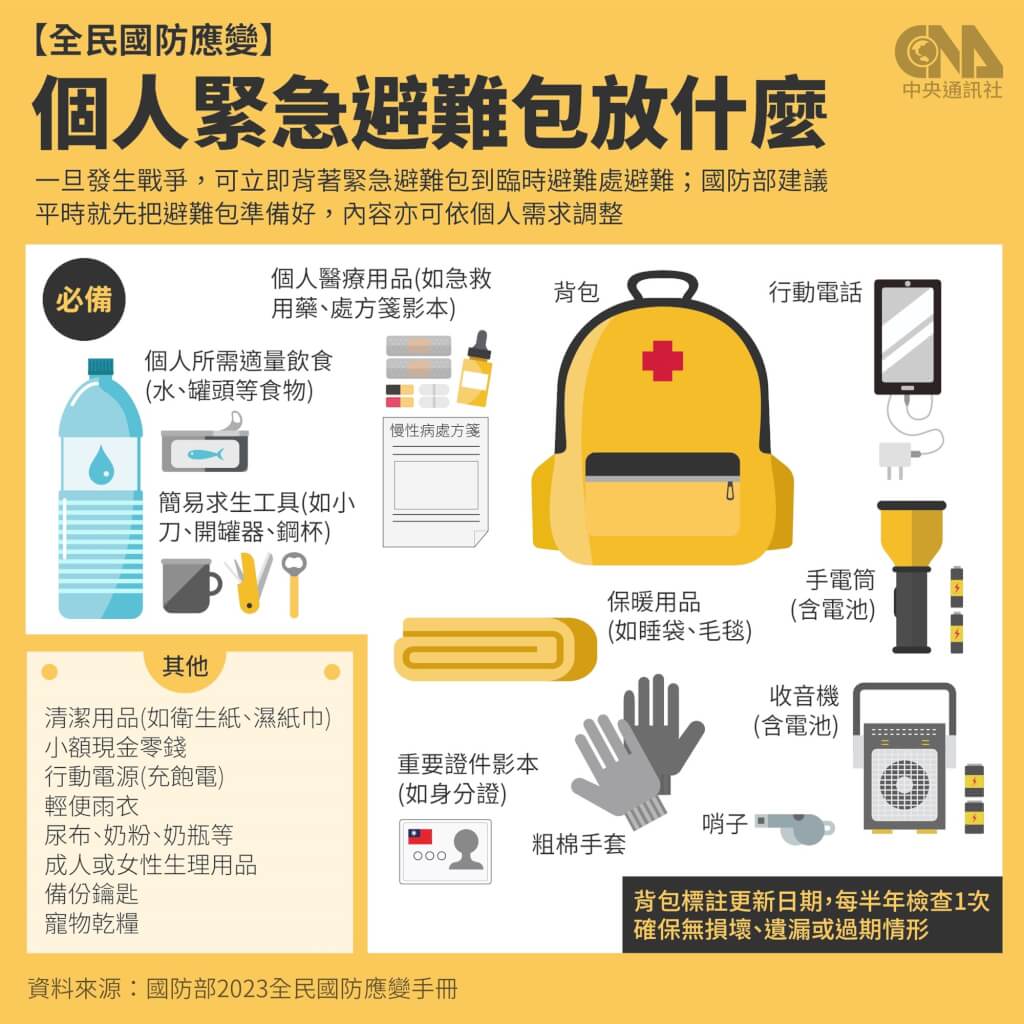 【全民國防應變】
CNA
中央通訊社
個人緊急避難包放什麼
一旦發生戰爭，可立即背著緊急避難包到臨時避難處避難；國防部建議
平時就先把避難包準備好，內容亦可依個人需求調整
必備
個人所需適量飲食
(水、罐頭等食物)
簡易求生工具(如小
刀、開罐器、鋼杯)
個人醫療用品(如急救
用藥、處方箋影本)
慢性病處方箋
背包
行動電話
手電筒
(含電池)
保暖用品
(如睡袋、毛毯)
收音機
(含電池)
重要證件影本
(如身分證)
粗棉手套
哨子
其他
清潔用品(如衛生紙、濕紙巾)
小額現金零錢
行動電源(充飽電)
輕便雨衣
尿布、奶粉、奶瓶等
成人或女性生理用品
備份鑰匙
寵物乾糧
背包標註更新日期，每半年檢查1次
確保無損壞、遺漏或過期情形
資料來源：國防部2023全民國防應變手冊